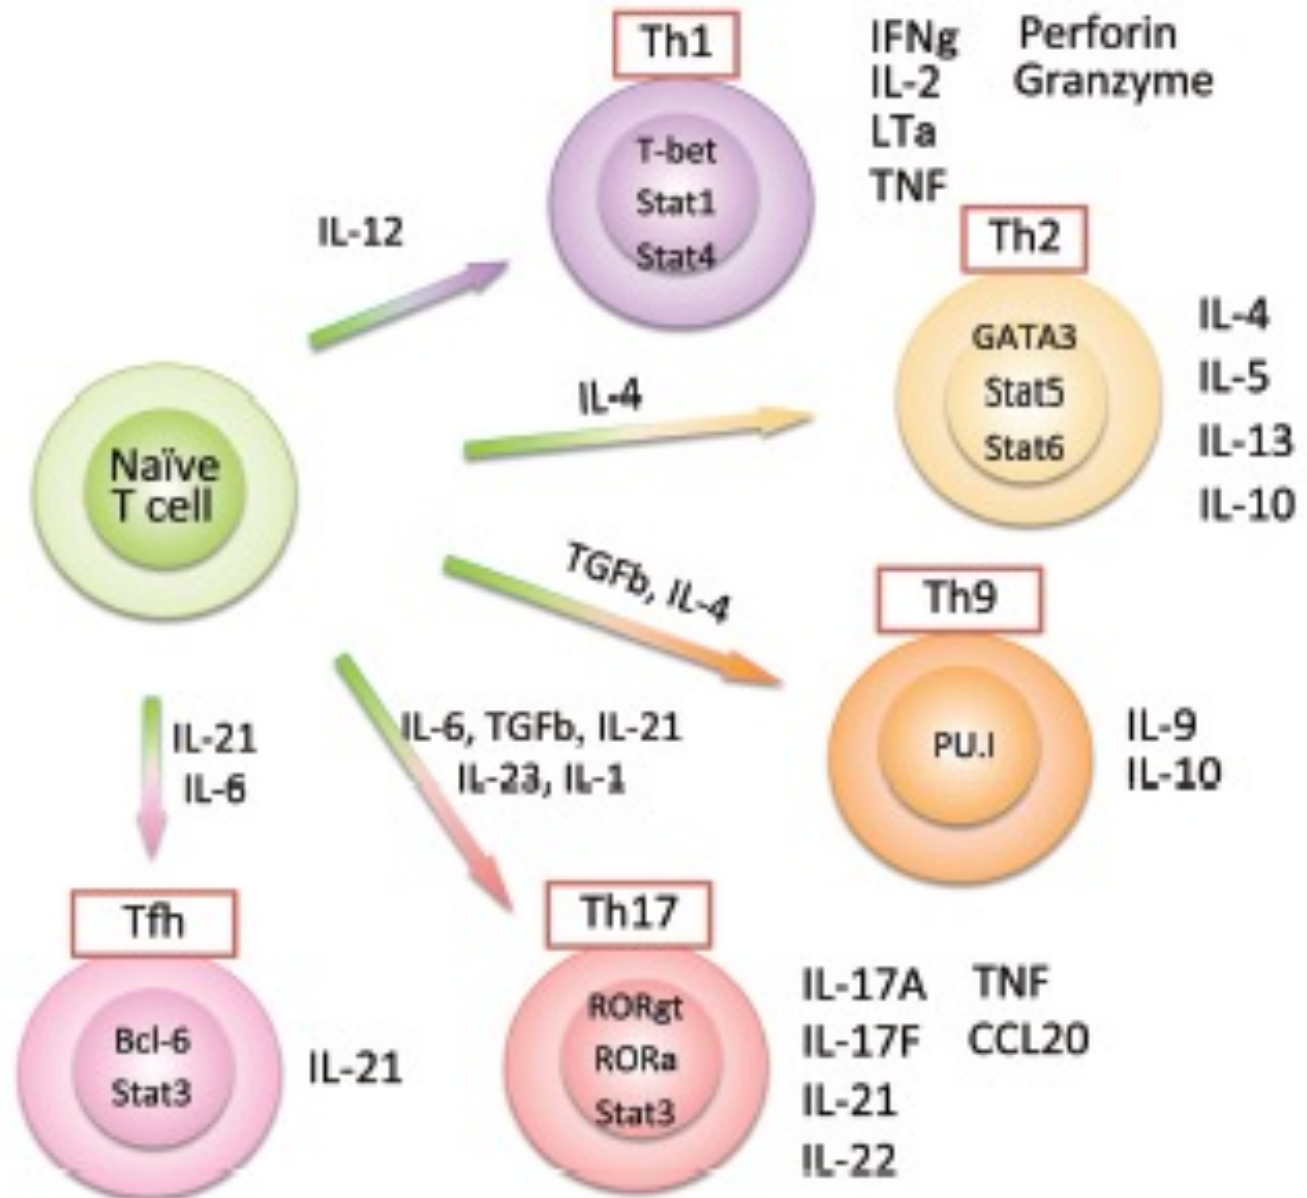 Th1
IFNg Perforin
IL-2 Granzyme
LTa
TNF
T-bet
Stat1
Stat4
IL-12
Th2
GATA3
Stat5
Stat6
IL-4
IL-5
IL-13
IL-10
IL-4
Naïve
T cell
TGFb, IL-4
Th9
PU.I
IL-9
IL-10
IL-21
IL-6
IL-6, TGFb, IL-21
IL-23, IL-1
Tfh
Bcl-6
Stat3
IL-21
Th17
RORgt
RORa
Stat3
IL-17A TNF
IL-17F CCL20
IL-21
IL-22